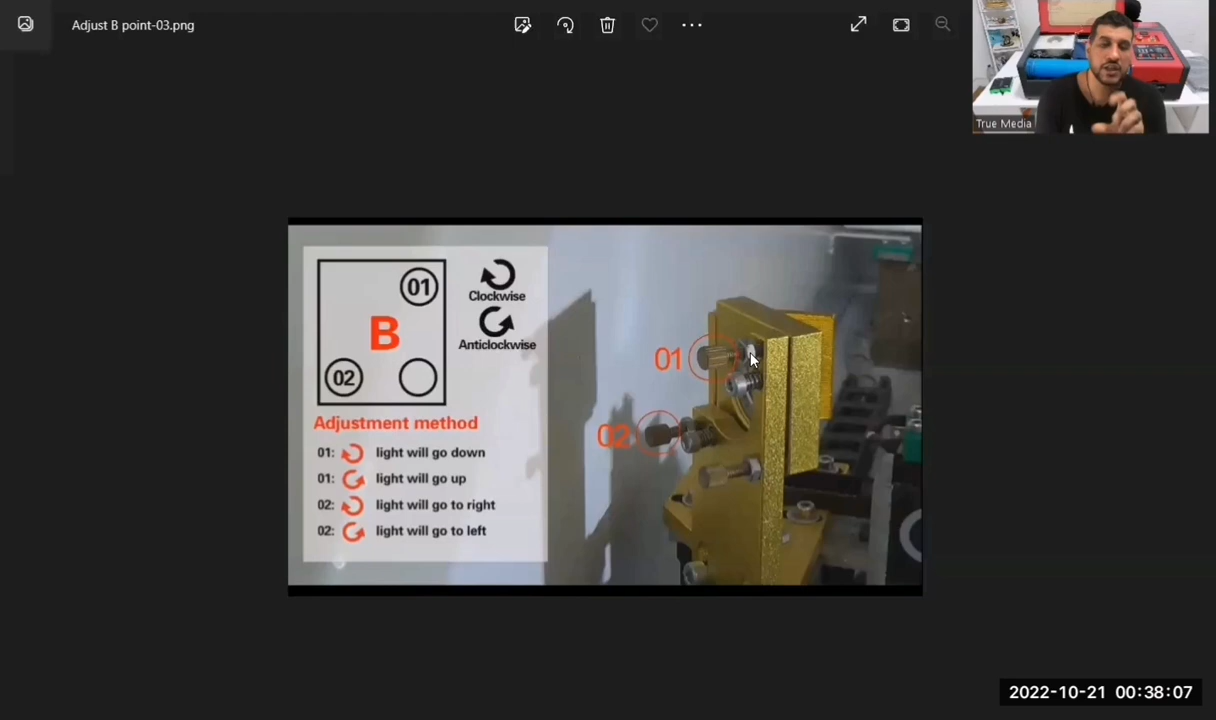 Adjust B point-03.png
True Media
01
B
02
Clockwise
Anticlockwise
Adjustment method
01: light will go down
01: light will go up
02: light will go to right
02: light will go to left
01
02
2022-10-21 00:38:07